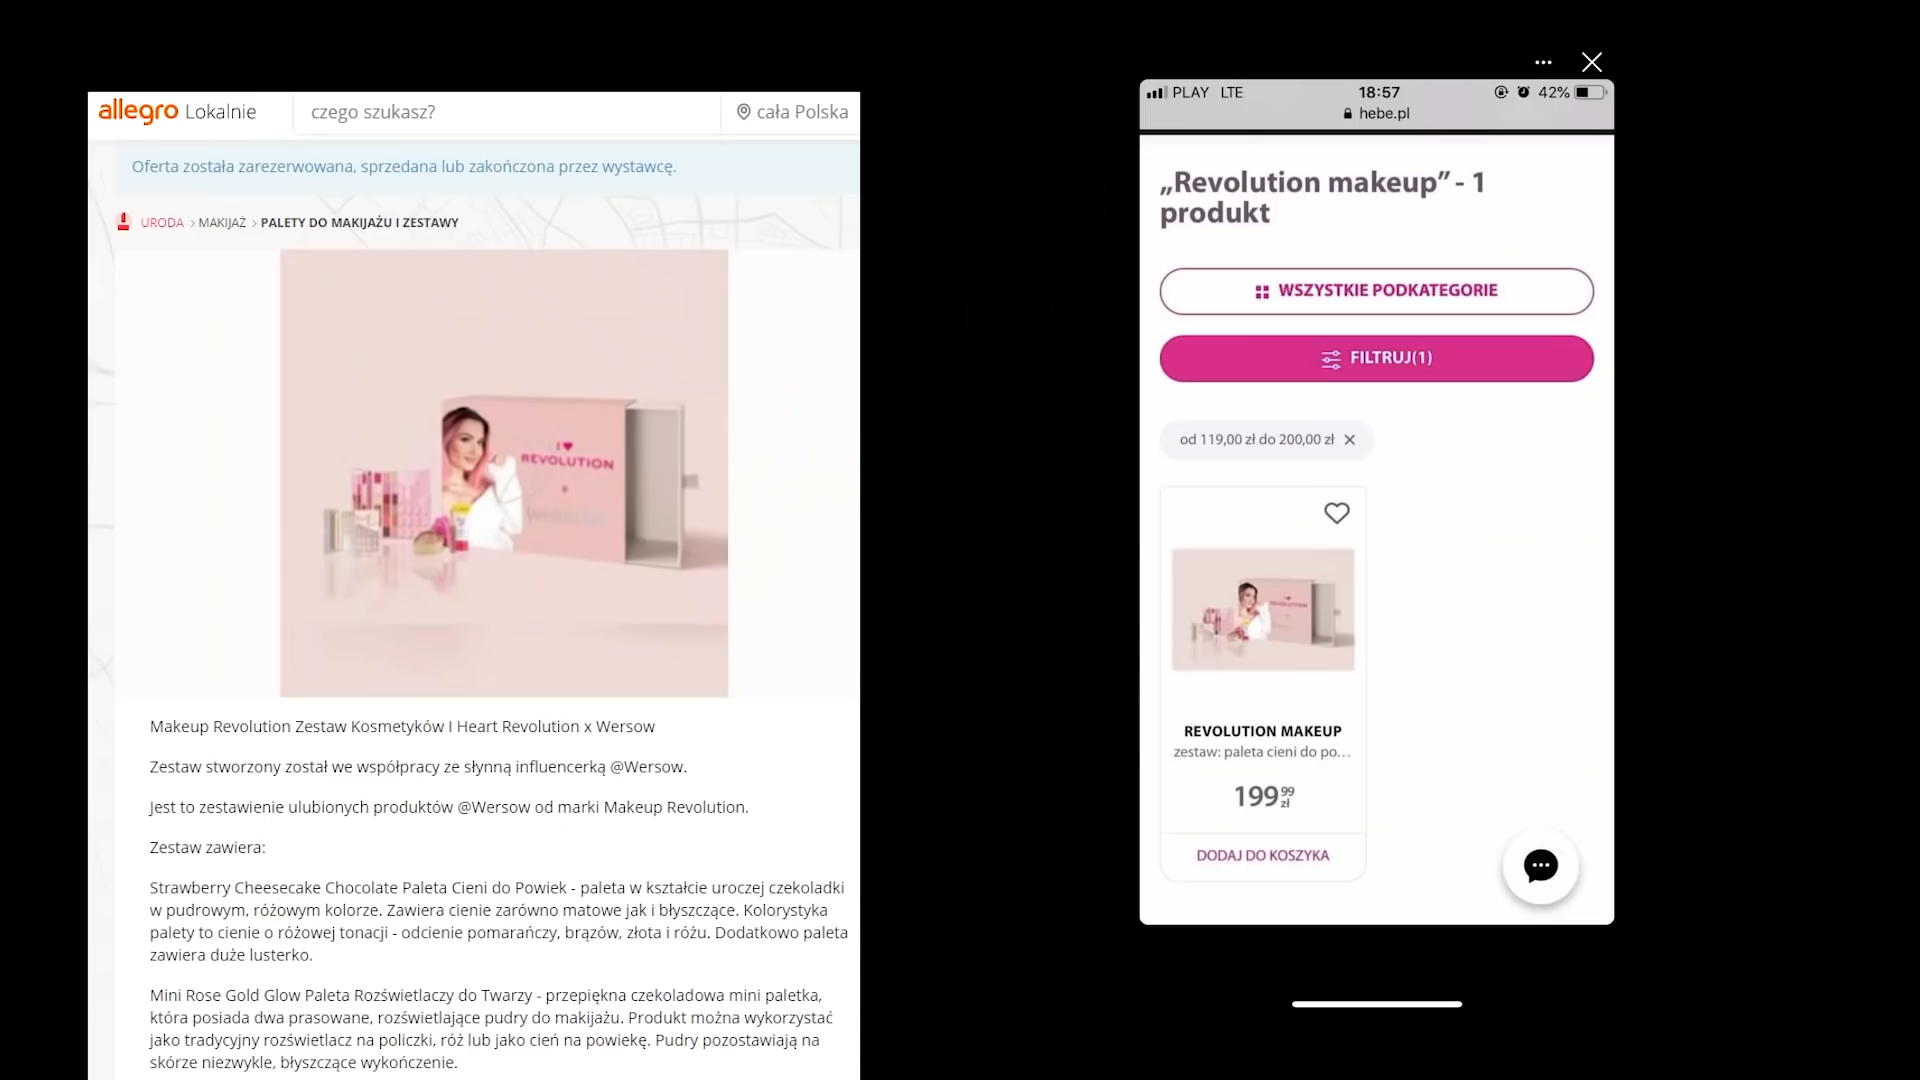 allegro Lokalnie
czego szukasz?
cała Polska
Oferta została zarezerwowana, sprzedana lub zakończona przez wystawcę.
URODA > MAKIJAŻ > PALETY DO MAKIJAŻU I ZESTAWY
I ♥
REVOLUTION
Makeup Revolution Zestaw Kosmetyków I Heart Revolution x Wersow
Zestaw stworzony został we współpracy ze słynną influencerką @Wersow.
Jest to zestawienie ulubionych produktów @Wersow od marki Makeup Revolution.
Zestaw zawiera:
Strawberry Cheesecake Chocolate Paleta Cieni do Powiek - paleta w kształcie uroczej czekoladki
w pudrowym, różowym kolorze. Zawiera cienie zarówno matowe jak i błyszczące. Kolorystyka
palety to cienie o różowej tonacji - odcienie pomarańczy, brązów, złota i różu. Dodatkowo paleta
zawiera duże lusterko.
Mini Rose Gold Glow Paleta Rozświetlaczy do Twarzy - przepiękna czekoladowa mini paletka,
która posiada dwa prasowane, rozświetlające pudry do makijażu. Produkt można wykorzystać
jako tradycyjny rozświetlacz na policzki, róż lub jako cień na powiekę. Pudry pozostawiają na
skórze niezwykle, błyszczące wykończenie.
PLAY LTE
18:57
42%
hebe.pl
„Revolution makeup” - 1
produkt
WSZYSTKIE PODKATEGORIE
FILTRUJ(1)
od 119,00 zł do 200,00 zł
REVOLUTION
REVOLUTION MAKEUP
zestaw: paleta cieni do po...
199 99 zł
DODAJ DO KOSZYKA